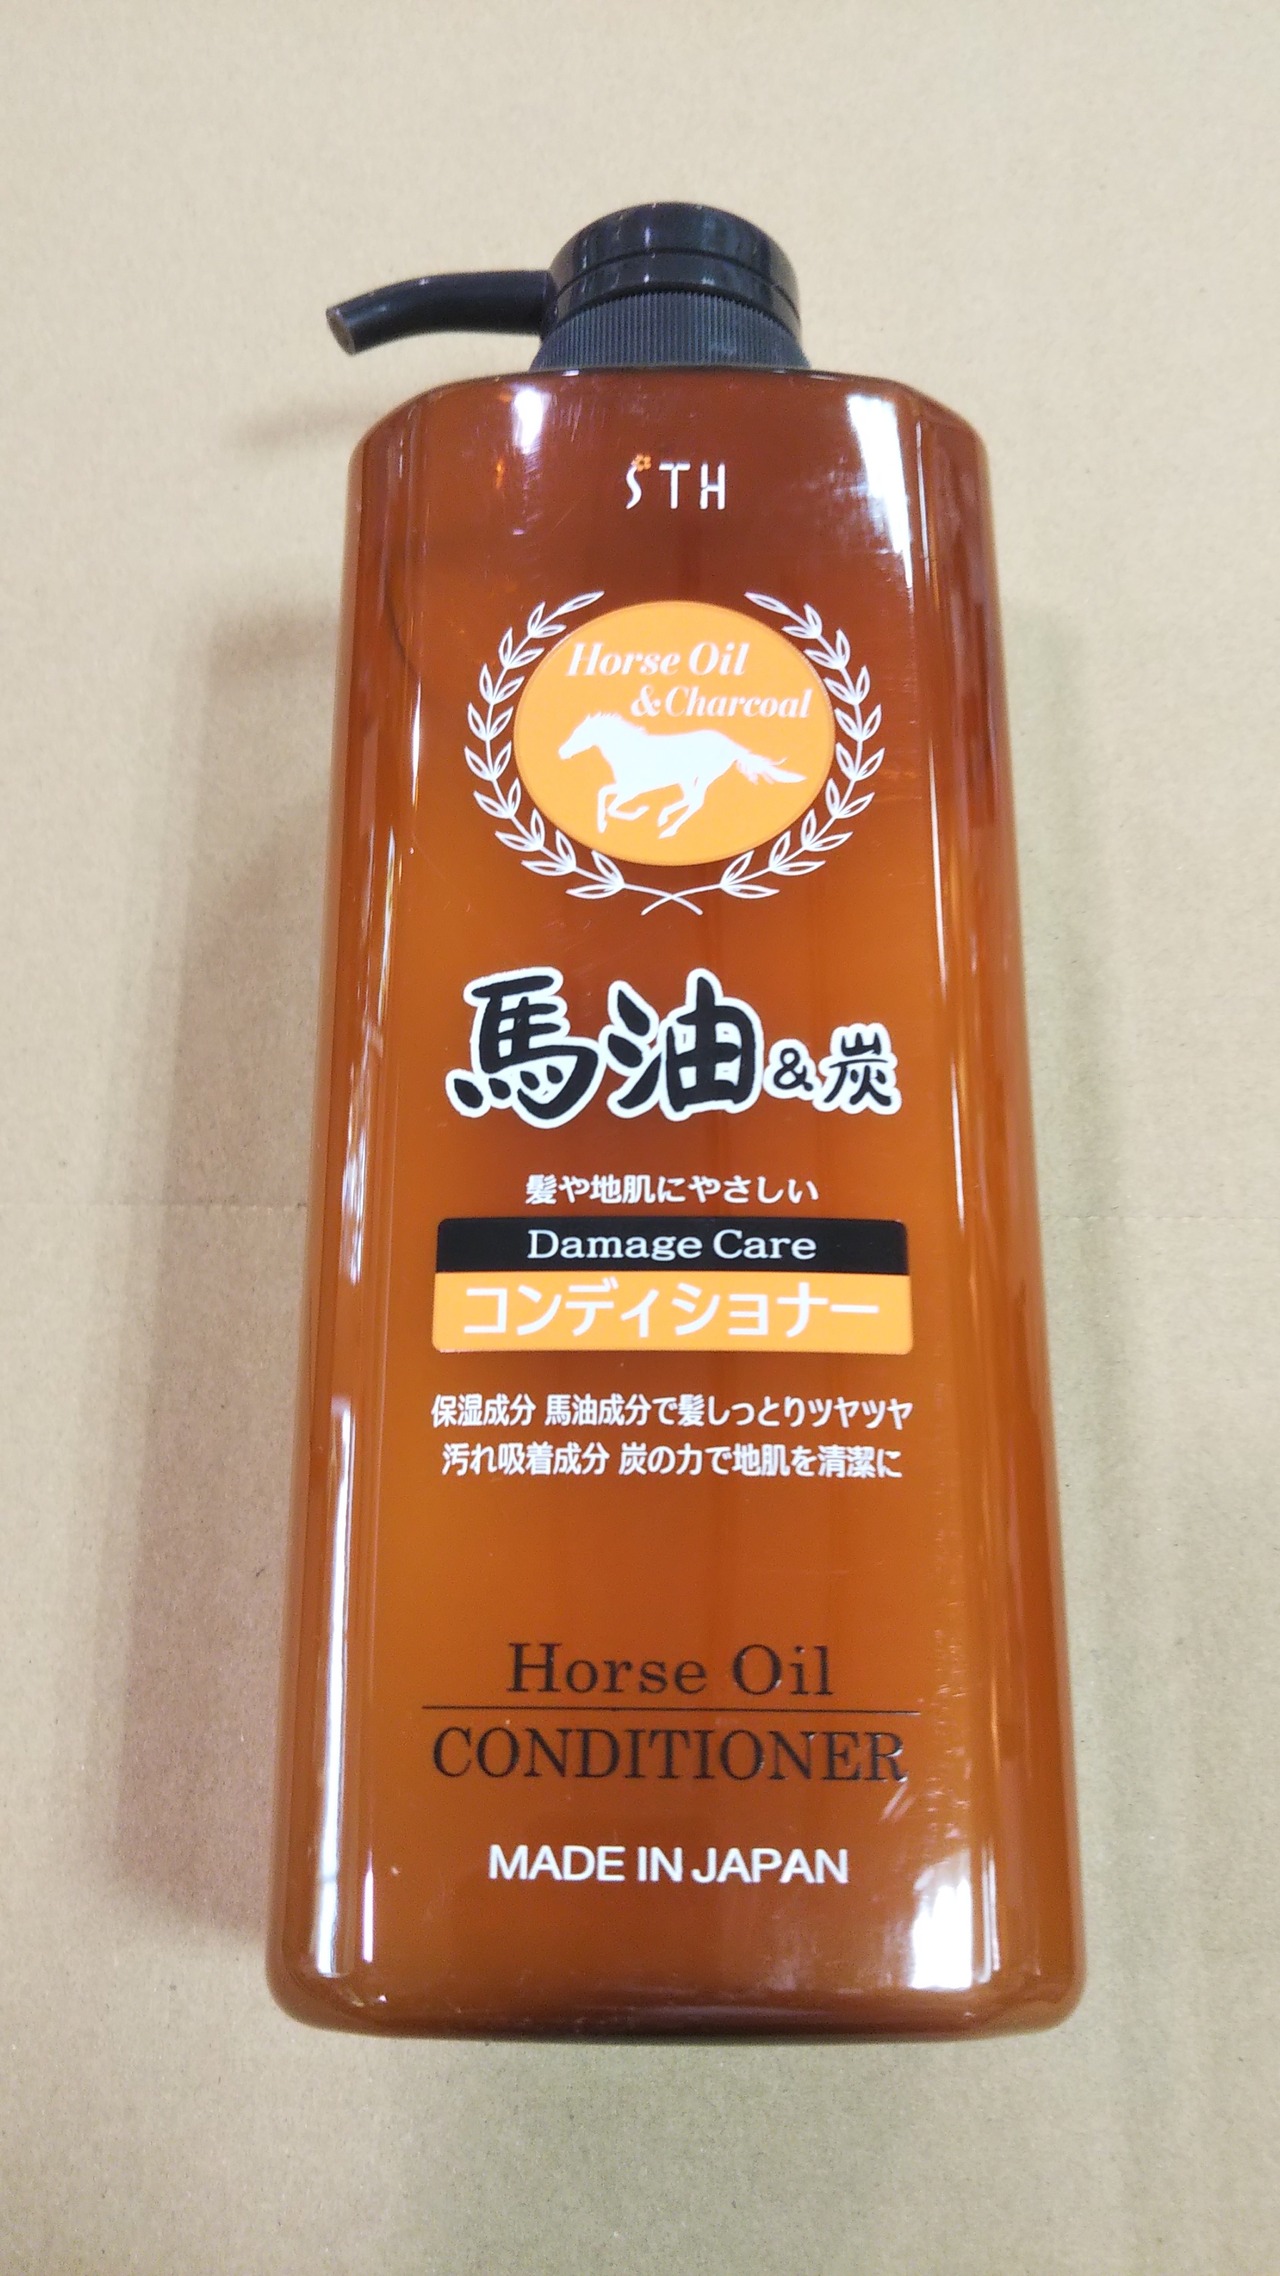 STH
Horse Oil
&Charcoal
馬油&炭
髪や地肌にやさしい
Damage Care
コンディショナー
保湿成分 馬油成分で髪しっとりツヤツヤ
汚れ吸着成分 炭の力で地肌を清潔に
Horse Oil
CONDITIONER
MADE IN JAPAN